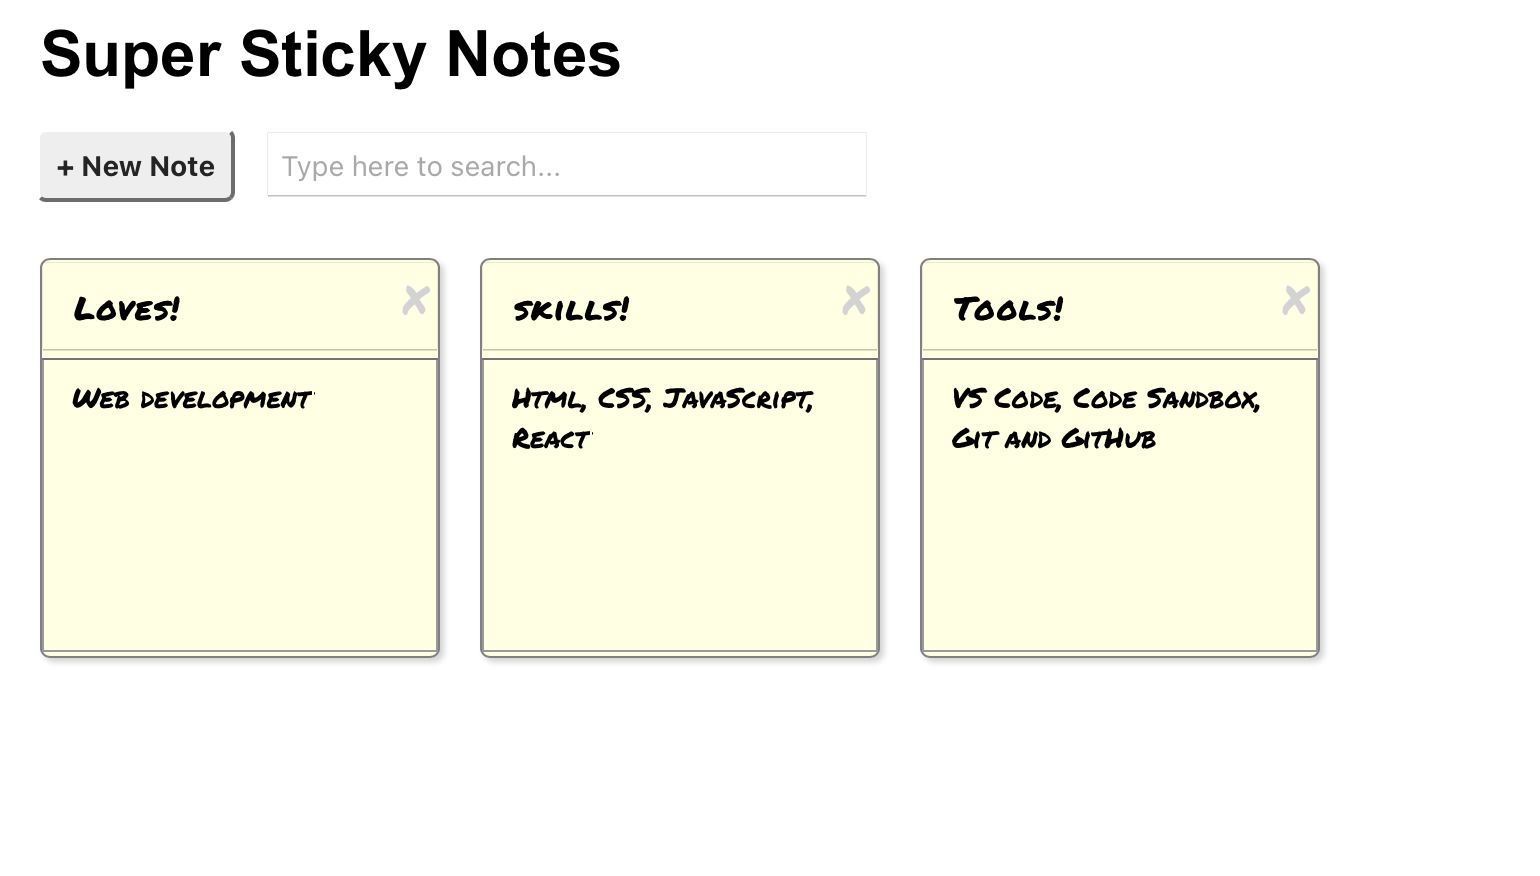 Super Sticky Notes
+ New Note
Type here to search...
Loves!
Web development
skills!
Html, CSS, JavaScript,
React
Tools!
VS Code, Code Sandbox,
Git and GitHub